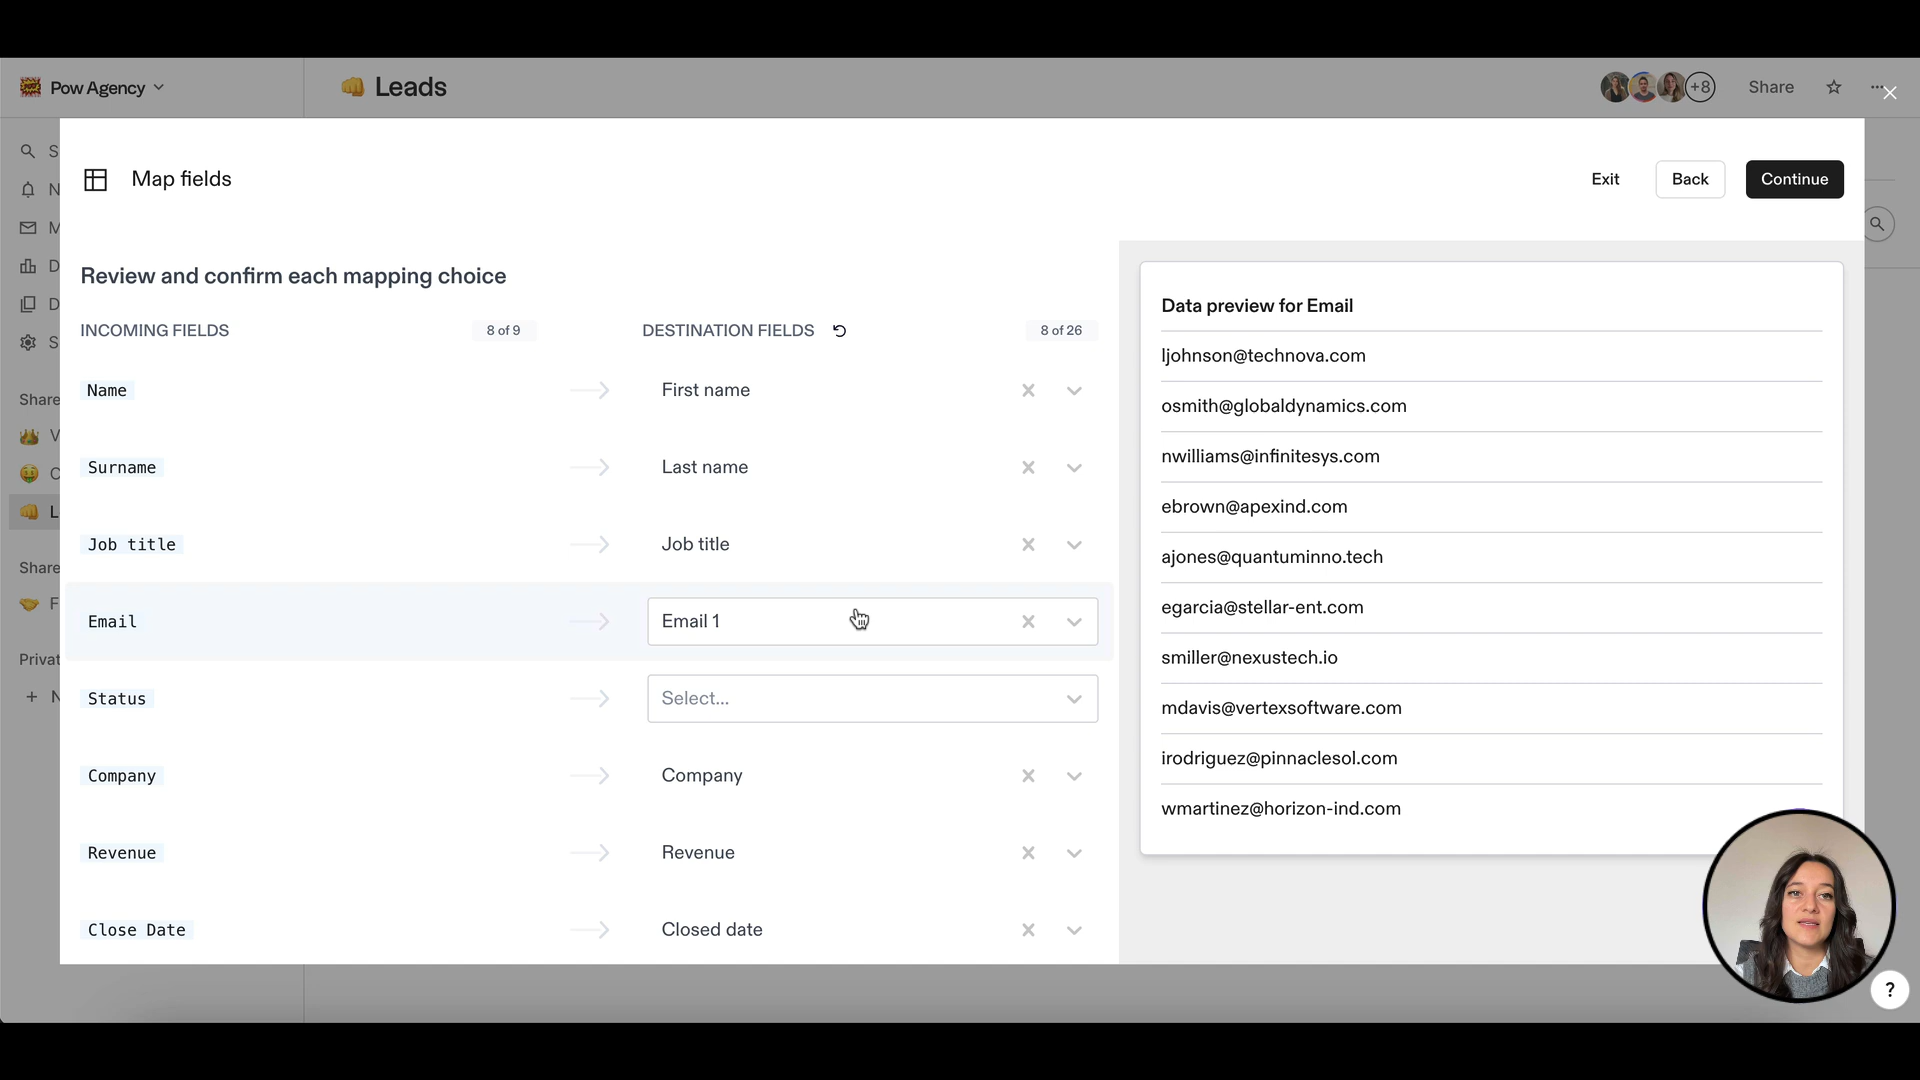 Pow Agency
Leads
+8
Share
Map fields
Exit
Back
Continue
Review and confirm each mapping choice
INCOMING FIELDS
8 of 9
DESTINATION FIELDS
8 of 26
Name
First name
Surname
Last name
Job title
Job title
Email
Email 1
Status
Select...
Company
Company
Revenue
Revenue
Close Date
Closed date
Data preview for Email
ljohnson@technova.com
osmith@globaldynamics.com
nwilliams@infinitesys.com
ebrown@apexind.com
ajones@quantuminno.tech
egarcia@stellar-ent.com
smiller@nexustech.io
mdavis@vertexsoftware.com
irodriguez@pinnaclesol.com
wmartinez@horizon-ind.com
S
N
M
D
D
S
Share
V
C
L
Share
F
Privat
+ N
?